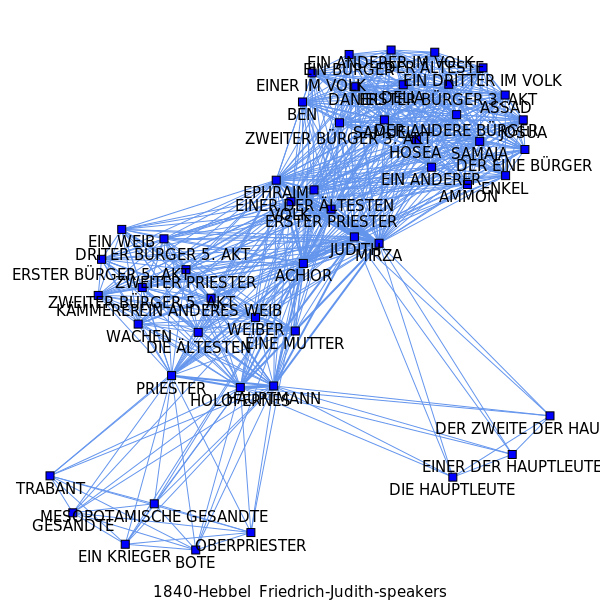 EIN ANDERER IM VOLK
EIN BÜRGER
DER ÄLTESTE
EIN DRITTER IM VOLK
EINER IM VOLK
DANIEL
DELIA
ERSTER BÜRGER 3. AKT
ASSAD
BEN
SAMUEL
DER ANDERE BÜRGER
JOSUA
ZWEITER BÜRGER 3. AKT
HOSEA
SAMAJA
DER EINE BÜRGER
EIN ANDERER
ENKEL
AMMON
EPHRAIM
EINER DER ÄLTESTEN
VOLK
ERSTER PRIESTER
JUDITH
MIRZA
EIN WEIB
DRITER BÜRGER 5. AKT
ERSTER BÜRGER 5. AKT
ACHIOR
ZWEITER PRIESTER
ZWEITER BÜRGER 5. AKT
KÄMMERER
EIN ANDERES WEIB
WACHEN
WEIBER
EINE MUTTER
DIE ÄLTESTEN
PRIESTER
HOLOFERNES
HAUPTMANN
DER ZWEITE DER HAU
EINER DER HAUPTLEUTE
DIE HAUPTLEUTE
TRABANT
MESOPOTAMISCHE GESANDTE
GESANDTE
OBERPRIESTER
EIN KRIEGER
BOTE
1840-Hebbel Friedrich-Judith-speakers